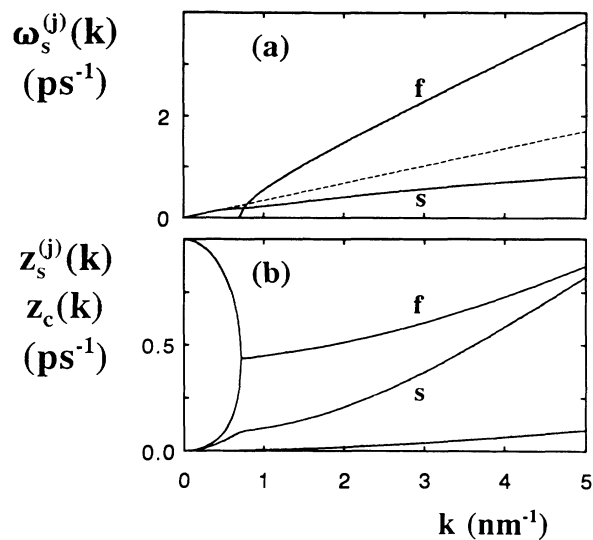 ω_s^(j)(k)
(ps⁻¹)
(a)
f
s
2
0
z_s^(j)(k)
z_c(k)
(ps⁻¹)
(b)
f
s
0.5
0.0
0 1 2 3 4 5
k (nm⁻¹)